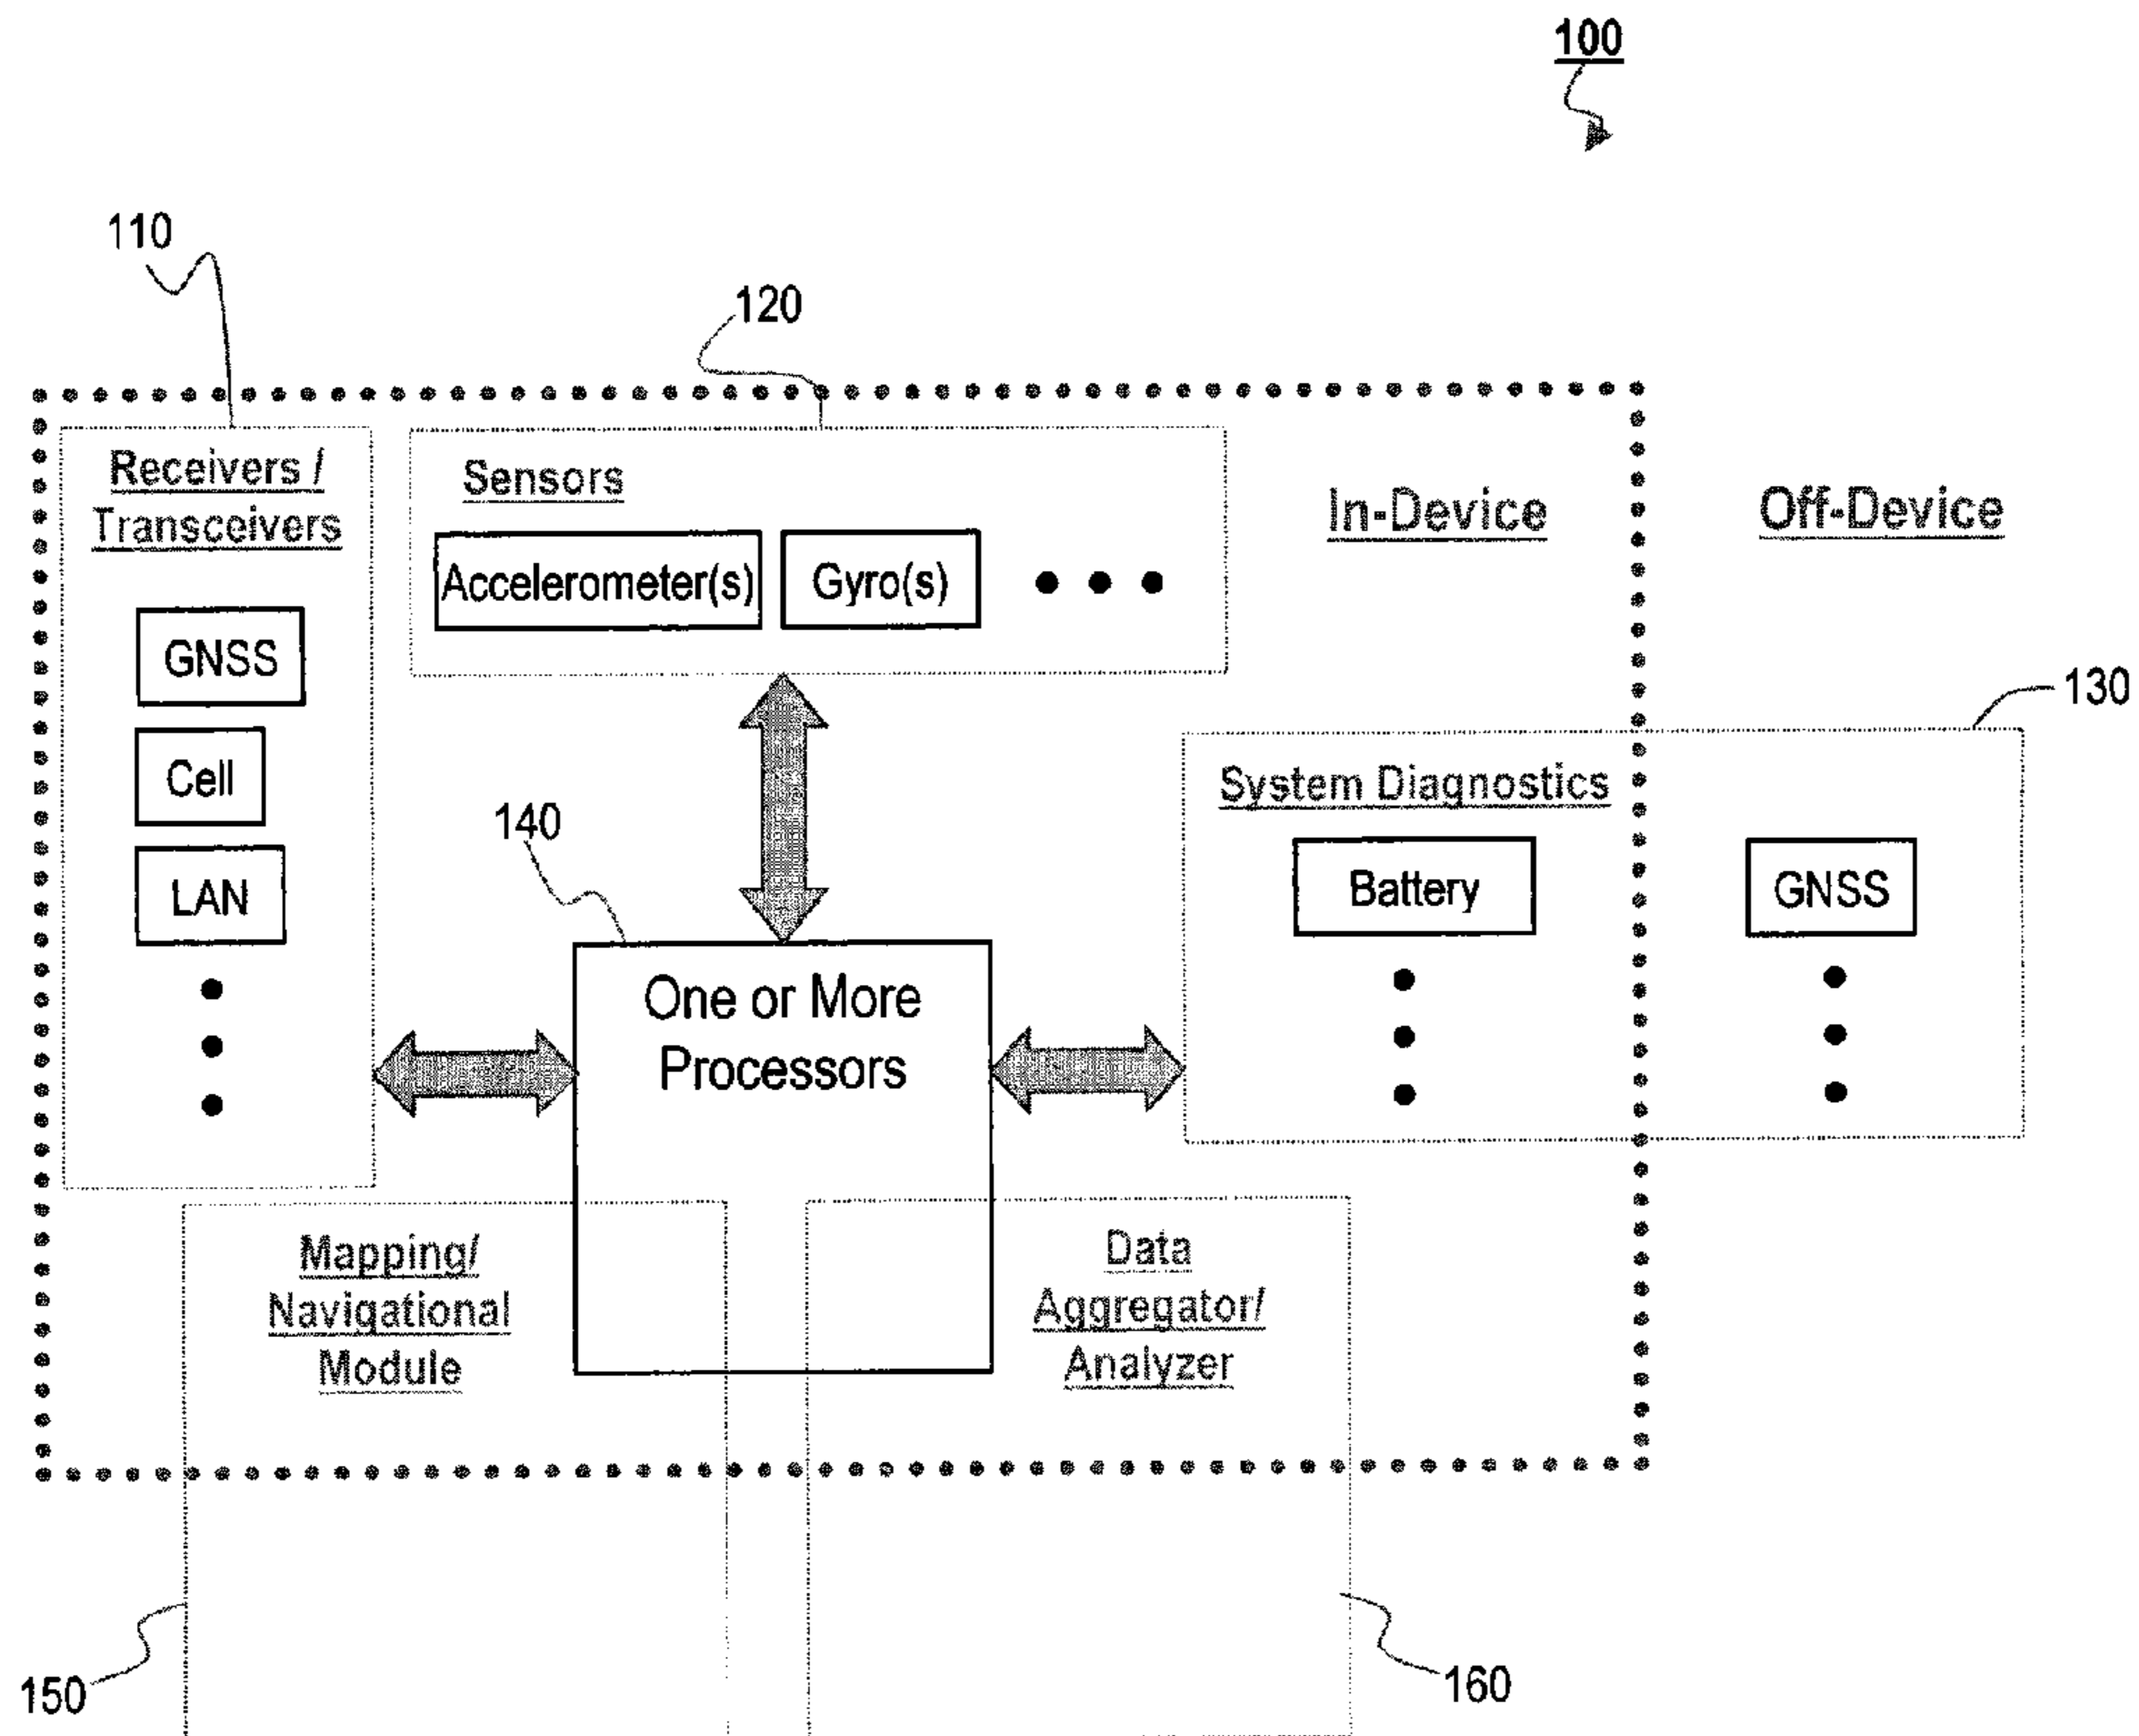 100
110
120
Receivers /
Transceivers
Sensors
In-Device
Off-Device
Accelerometer(s)
Gyro(s)
GNSS
Cell
LAN
130
System Diagnostics
Battery
GNSS
140
One or More
Processors
Mapping/
Navigational
Module
Data
Aggregator/
Analyzer
150
160